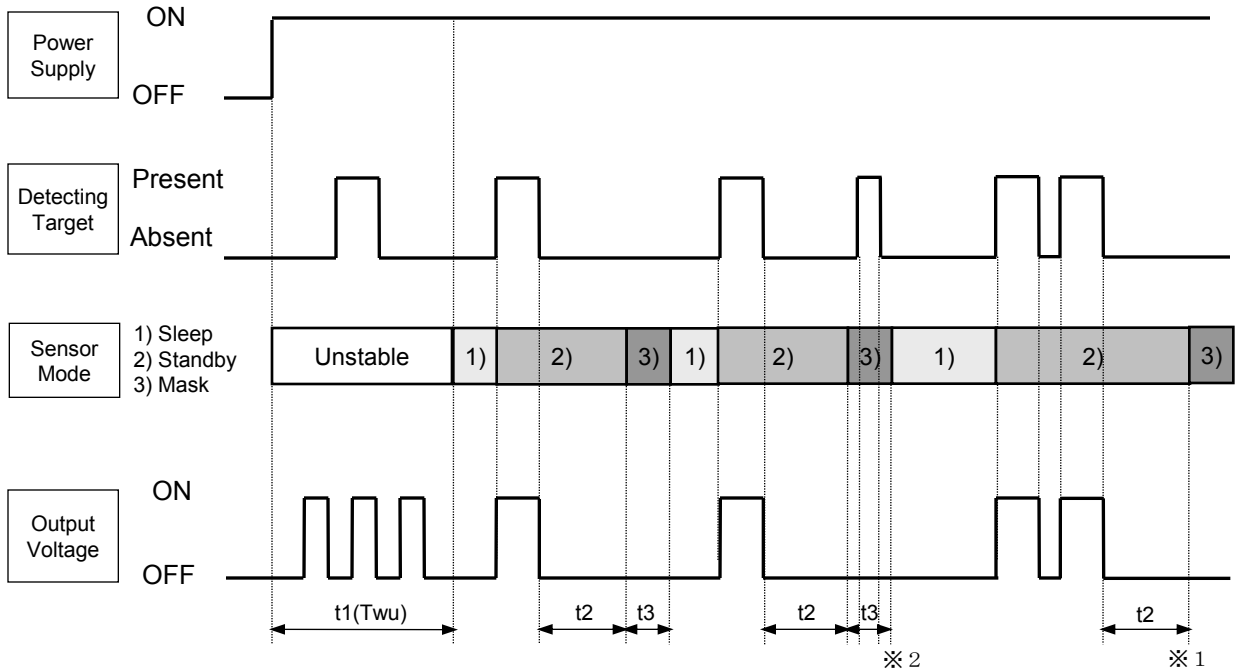 ON
Power
Supply
OFF
Detecting
Target
Present
Absent
Sensor
Mode
1) Sleep
2) Standby
3) Mask
Unstable
1)
2)
3)
1)
2)
3)
1)
2)
3)
Output
Voltage
ON
OFF
t1(Twu)
t2
t3
t2
t3
t2
※2
※1